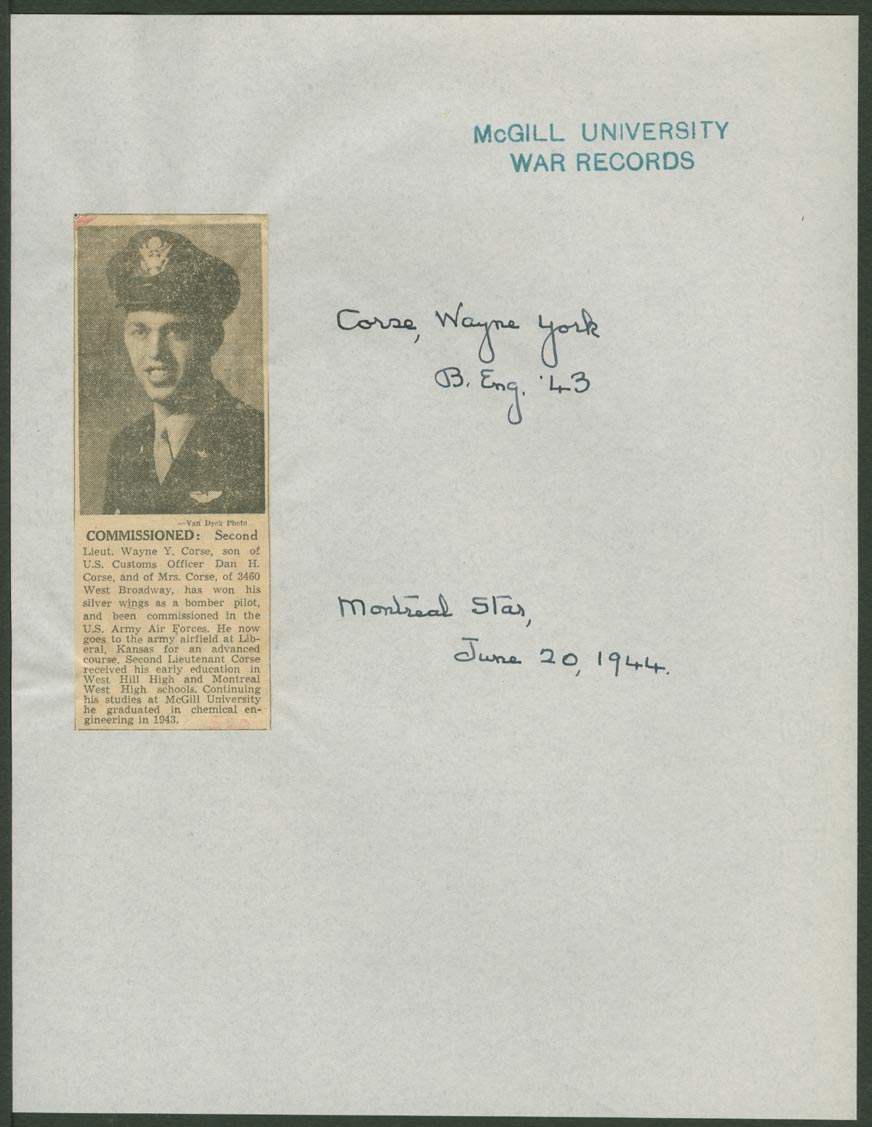 McGILL UNIVERSITY
WAR RECORDS
Corse, Wayne York
B. Eng. '43
—Van Dyck Photo
COMMISSIONED: Second
Lieut. Wayne Y. Corse, son of
U.S. Customs Officer Dan H.
Corse, and of Mrs. Corse, of 3460
West Broadway, has won his
silver wings as a bomber pilot,
and been commissioned in the
U.S. Army Air Forces. He now
goes to the army airfield at Lib-
eral, Kansas for an advanced
course. Second Lieutenant Corse
received his early education in
West Hill High and Montreal
West High schools. Continuing
his studies at McGill University
he graduated in chemical en-
gineering in 1943.
Montreal Star,
June 20, 1944.